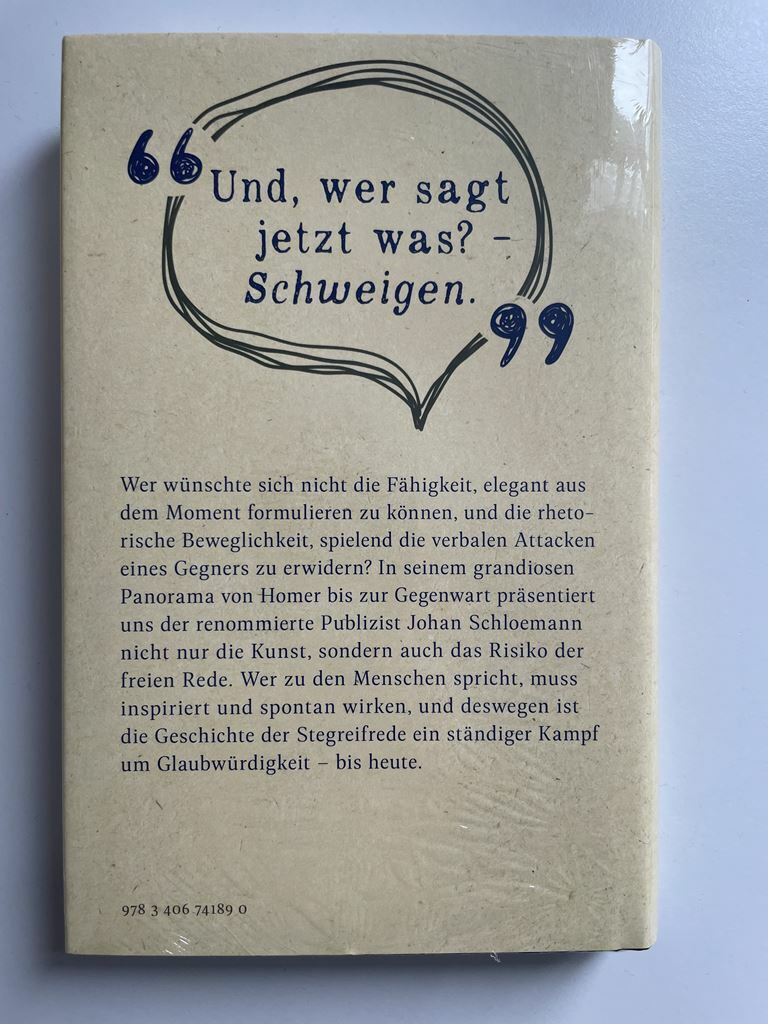 “Und, wer sagt
jetzt was? –
Schweigen.”
Wer wünschte sich nicht die Fähigkeit, elegant aus
dem Moment formulieren zu können, und die rheto-
rische Beweglichkeit, spielend die verbalen Attacken
eines Gegners zu erwidern? In seinem grandiosen
Panorama von Homer bis zur Gegenwart präsentiert
uns der renommierte Publizist Johan Schloemann
nicht nur die Kunst, sondern auch das Risiko der
freien Rede. Wer zu den Menschen spricht, muss
inspiriert und spontan wirken, und deswegen ist
die Geschichte der Stegreifrede ein ständiger Kampf
um Glaubwürdigkeit – bis heute.
978 3 406 74189 0